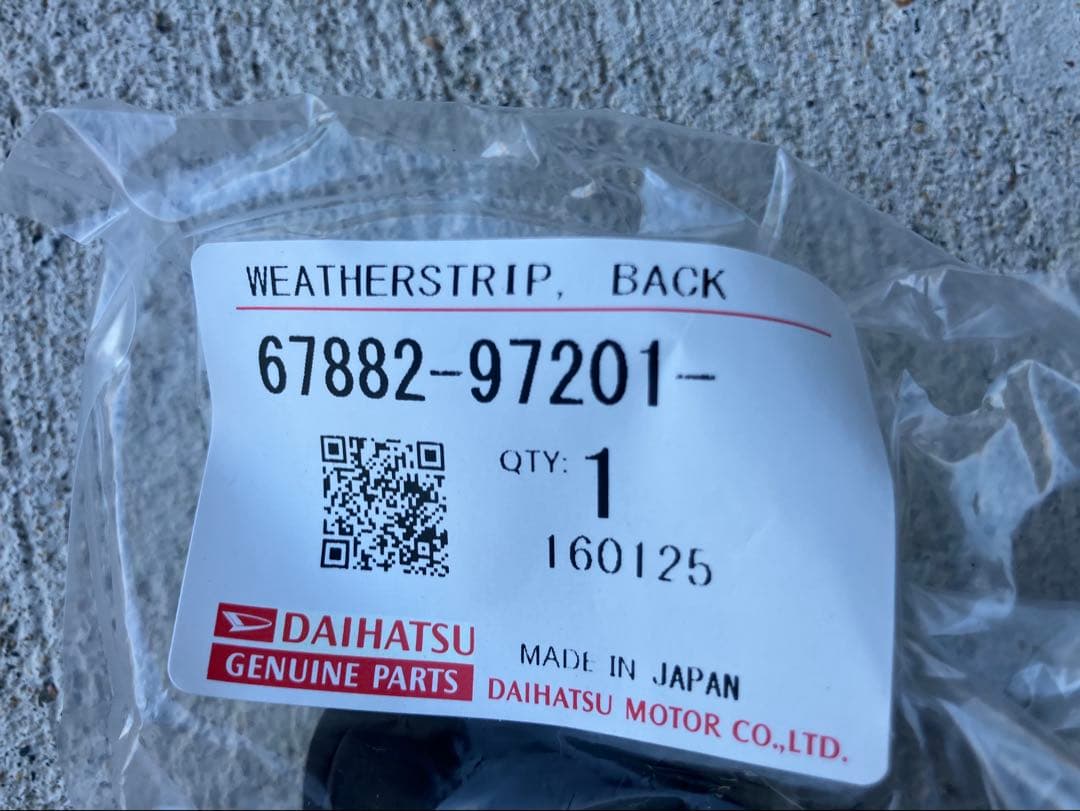 WEATHERSTRIP, BACK
67882-97201-
QTY: 1
160125
DAIHATSU
GENUINE PARTS
MADE IN JAPAN
DAIHATSU MOTOR CO.,LTD.